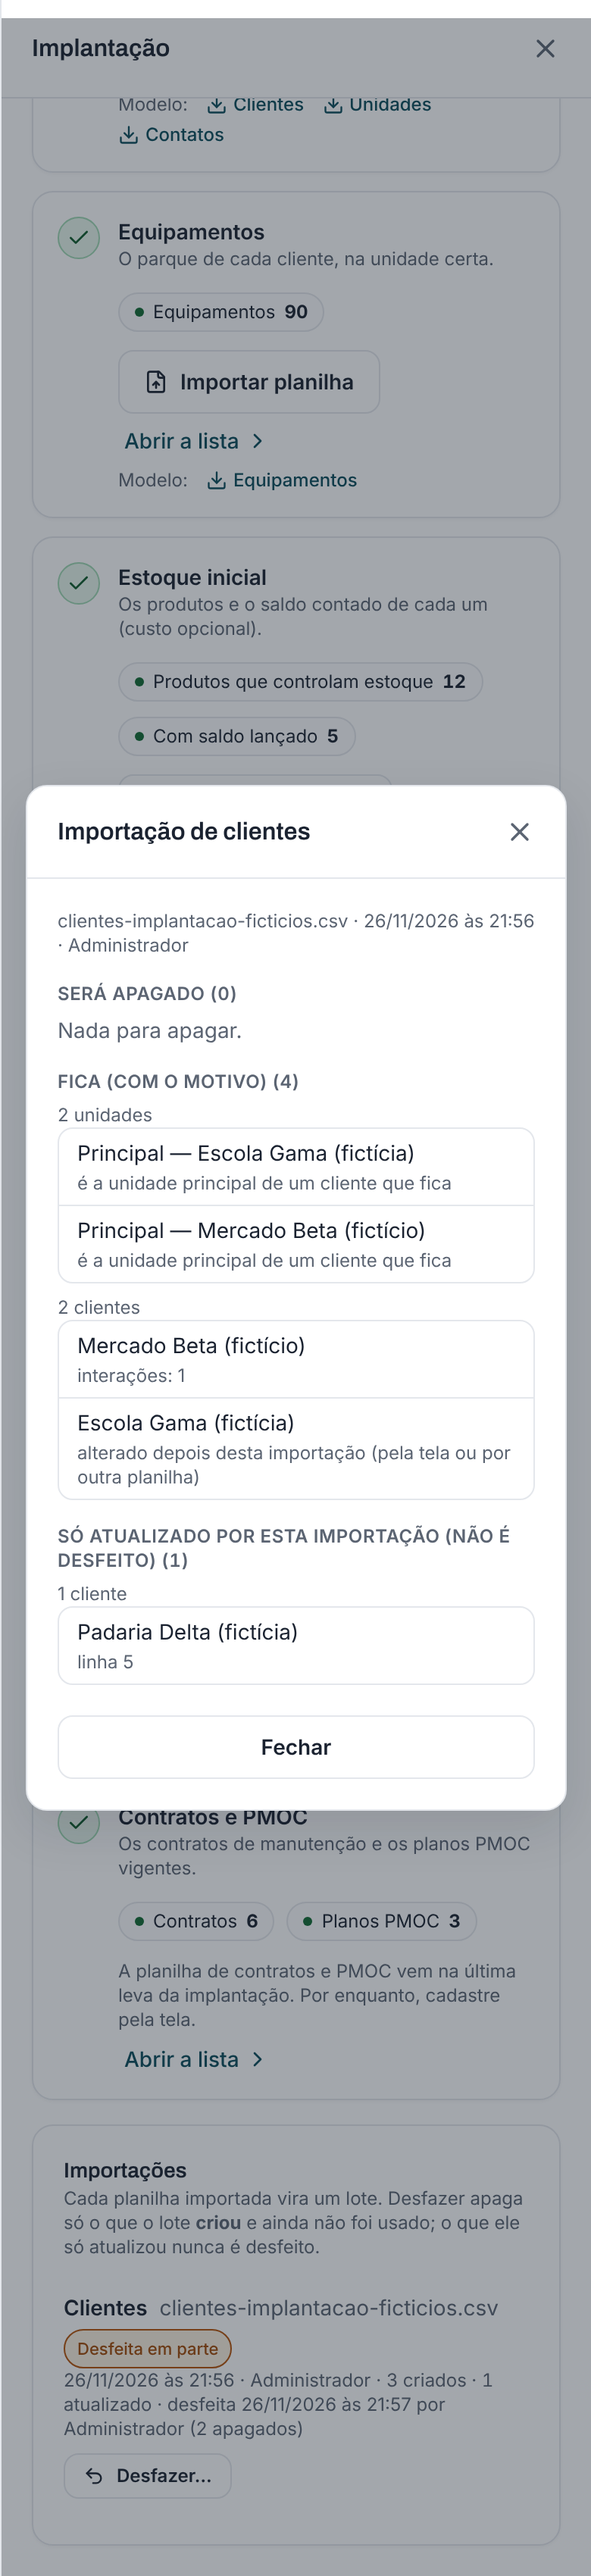 Implantação
Modelo: Clientes Unidades
Contatos
Equipamentos
O parque de cada cliente, na unidade certa.
Equipamentos 90
Importar planilha
Abrir a lista
Modelo: Equipamentos
Estoque inicial
Os produtos e o saldo contado de cada um
(custo opcional).
Produtos que controlam estoque 12
Com saldo lançado 5
Importação de clientes
clientes-implantacao-ficticios.csv · 26/11/2026 às 21:56
· Administrador
SERÁ APAGADO (0)
Nada para apagar.
FICA (COM O MOTIVO) (4)
2 unidades
Principal — Escola Gama (fictícia)
é a unidade principal de um cliente que fica
Principal — Mercado Beta (fictício)
é a unidade principal de um cliente que fica
2 clientes
Mercado Beta (fictício)
interações: 1
Escola Gama (fictícia)
alterado depois desta importação (pela tela ou por
outra planilha)
SÓ ATUALIZADO POR ESTA IMPORTAÇÃO (NÃO É
DESFEITO) (1)
1 cliente
Padaria Delta (fictícia)
linha 5
Fechar
Contratos e PMOC
Os contratos de manutenção e os planos PMOC
vigentes.
Contratos 6 Planos PMOC 3
A planilha de contratos e PMOC vem na última
leva da implantação. Por enquanto, cadastre
pela tela.
Abrir a lista
Importações
Cada planilha importada vira um lote. Desfazer apaga
só o que o lote criou e ainda não foi usado; o que ele
só atualizou nunca é desfeito.
Clientes clientes-implantacao-ficticios.csv
Desfeita em parte
26/11/2026 às 21:56 · Administrador · 3 criados · 1
atualizado · desfeita 26/11/2026 às 21:57 por
Administrador (2 apagados)
Desfazer...